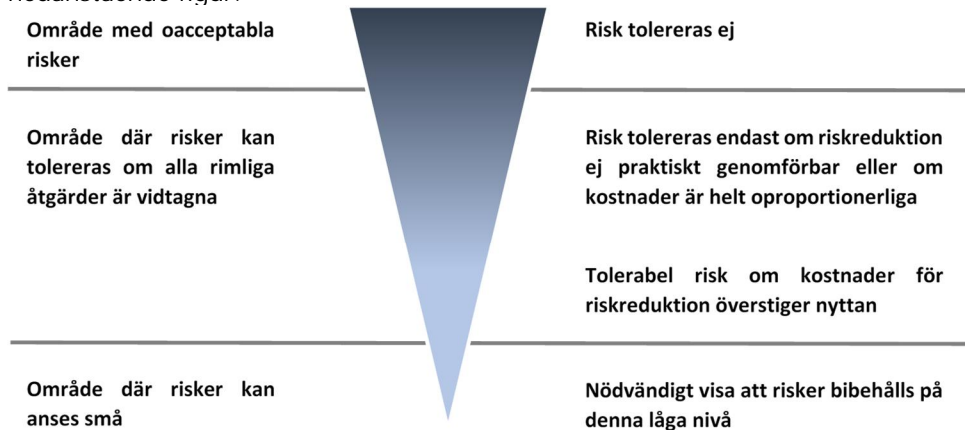 nedanstående figur.
Område med oacceptabla
risker
Risk tolereras ej
Område där risker kan
tolereras om alla rimliga
åtgärder är vidtagna
Risk tolereras endast om riskreduktion
ej praktiskt genomförbar eller om
kostnader är helt oproportionerliga
Tolerabel risk om kostnader för
riskreduktion överstiger nyttan
Område där risker kan
anses små
Nödvändigt visa att risker bibehålls på
denna låga nivå